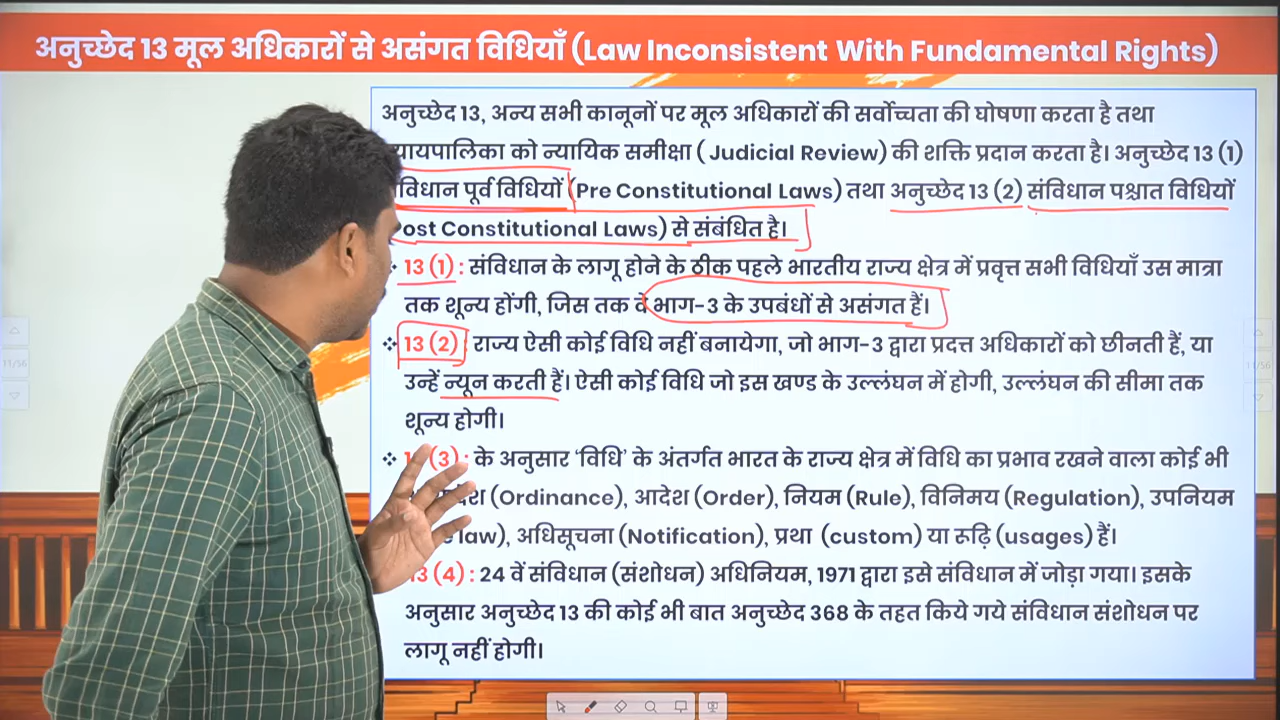 अनुच्छेद 13 मूल अधिकारों से असंगत विधियाँ (Law Inconsistent With Fundamental Rights)
अनुच्छेद 13, अन्य सभी कानूनों पर मूल अधिकारों की सर्वोच्चता की घोषणा करता है तथा
को न्यायिक समीक्षा ( Judicial Review) की शक्ति प्रदान करता है। अनुच्छेद 13 (1)
पूर्व विधियों (Pre Constitutional Laws) तथा अनुच्छेद 13 (2) संविधान पश्चात विधियों
Constitutional Laws) से संबंधित है।
❖ 13 (1) : संविधान के लागू होने के ठीक पहले भारतीय राज्य क्षेत्र में प्रवृत्त सभी विधियाँ उस मात्रा
तक शून्य होंगी, जिस तक वे भाग-3 के उपबंधों से असंगत हैं।
❖ 13 (2) : राज्य ऐसी कोई विधि नहीं बनायेगा, जो भाग-3 द्वारा प्रदत्त अधिकारों को छीनती हैं, या
उन्हें न्यून करती हैं। ऐसी कोई विधि जो इस खण्ड के उल्लंघन में होगी, उल्लंघन की सीमा तक
शून्य होगी।
❖ (3) : के अनुसार 'विधि' के अंतर्गत भारत के राज्य क्षेत्र में विधि का प्रभाव रखने वाला कोई भी
(Ordinance), आदेश (Order), नियम (Rule), विनिमय (Regulation), उपनियम
law), अधिसूचना (Notification), प्रथा (custom) या रूढ़ि (usages) हैं।
13 (4) : 24 वें संविधान (संशोधन) अधिनियम, 1971 द्वारा इसे संविधान में जोड़ा गया। इसके
अनुसार अनुच्छेद 13 की कोई भी बात अनुच्छेद 368 के तहत किये गये संविधान संशोधन पर
लागू नहीं होगी।
11/56
11/56